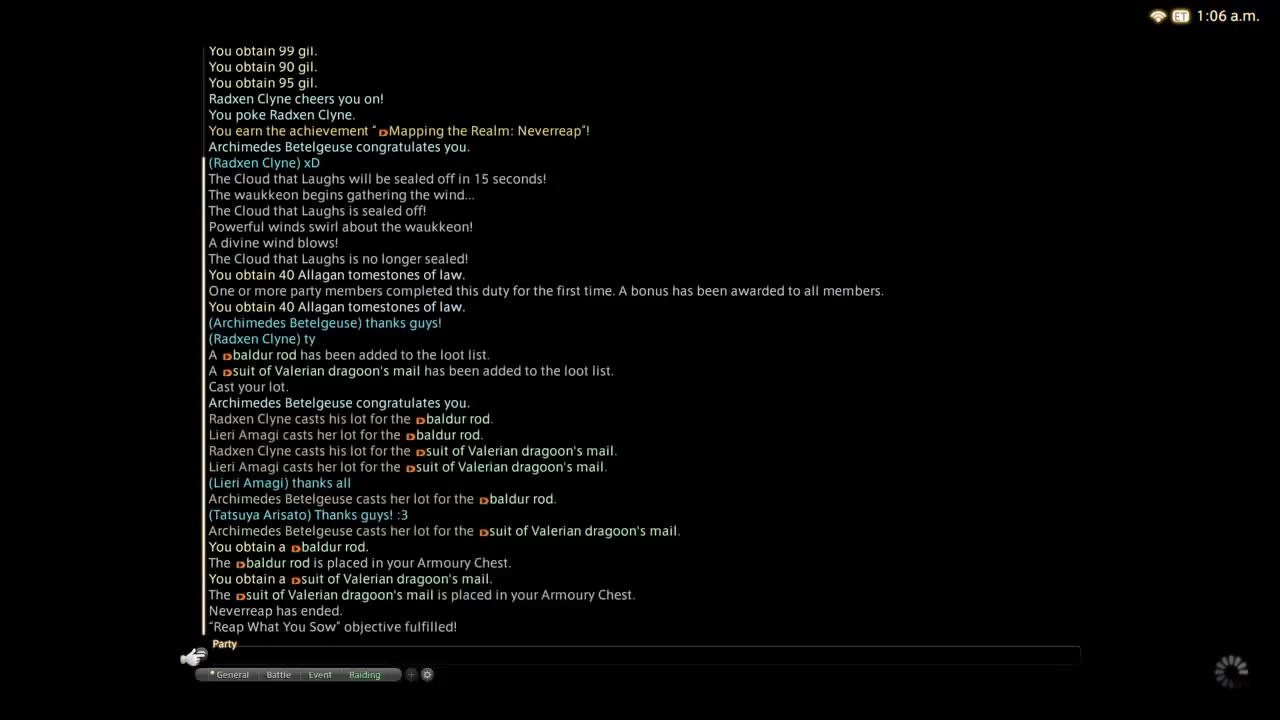 ET 1:06 a.m.
You obtain 99 gil.
You obtain 90 gil.
You obtain 95 gil.
Radxen Clyne cheers you on!
You poke Radxen Clyne.
You earn the achievement “Mapping the Realm: Neverreap”!
Archimedes Betelgeuse congratulates you.
(Radxen Clyne) xD
The Cloud that Laughs will be sealed off in 15 seconds!
The waukkeon begins gathering the wind...
The Cloud that Laughs is sealed off!
Powerful winds swirl about the waukkeon!
A divine wind blows!
The Cloud that Laughs is no longer sealed!
You obtain 40 Allagan tomestones of law.
One or more party members completed this duty for the first time. A bonus has been awarded to all members.
You obtain 40 Allagan tomestones of law.
(Archimedes Betelgeuse) thanks guys!
(Radxen Clyne) ty
A baldur rod has been added to the loot list.
A suit of Valerian dragoon's mail has been added to the loot list.
Cast your lot.
Archimedes Betelgeuse congratulates you.
Radxen Clyne casts his lot for the baldur rod.
Lieri Amagi casts her lot for the baldur rod.
Radxen Clyne casts his lot for the suit of Valerian dragoon's mail.
Lieri Amagi casts her lot for the suit of Valerian dragoon's mail.
(Lieri Amagi) thanks all
Archimedes Betelgeuse casts her lot for the baldur rod.
(Tatsuya Arisato) Thanks guys! :3
Archimedes Betelgeuse casts her lot for the suit of Valerian dragoon's mail.
You obtain a baldur rod.
The baldur rod is placed in your Armoury Chest.
You obtain a suit of Valerian dragoon's mail.
The suit of Valerian dragoon's mail is placed in your Armoury Chest.
Neverreap has ended.
“Reap What You Sow” objective fulfilled!
Party
General Battle Event Raiding